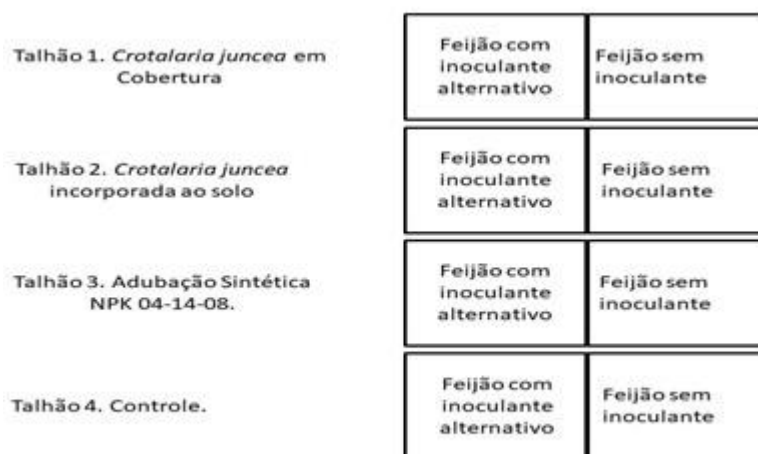 Talhão 1. Crotalaria juncea em
Cobertura
Feijão com
inoculante
alternativo
Feijão sem
inoculante
Talhão 2. Crotalaria juncea
incorporada ao solo
Feijão com
inoculante
alternativo
Feijão sem
inoculante
Talhão 3. Adubação Sintética
NPK 04-14-08.
Feijão com
inoculante
alternativo
Feijão sem
inoculante
Talhão 4. Controle.
Feijão com
inoculante
alternativo
Feijão sem
inoculante